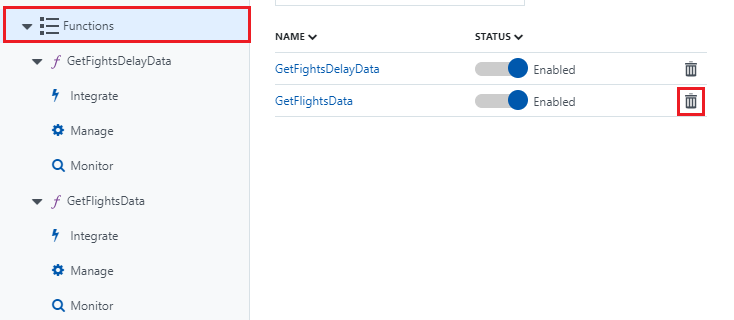 Functions
GetFightsDelayData
Integrate
Manage
Monitor
GetFlightsData
Integrate
Manage
Monitor
NAME STATUS
GetFightsDelayData Enabled
GetFlightsData Enabled